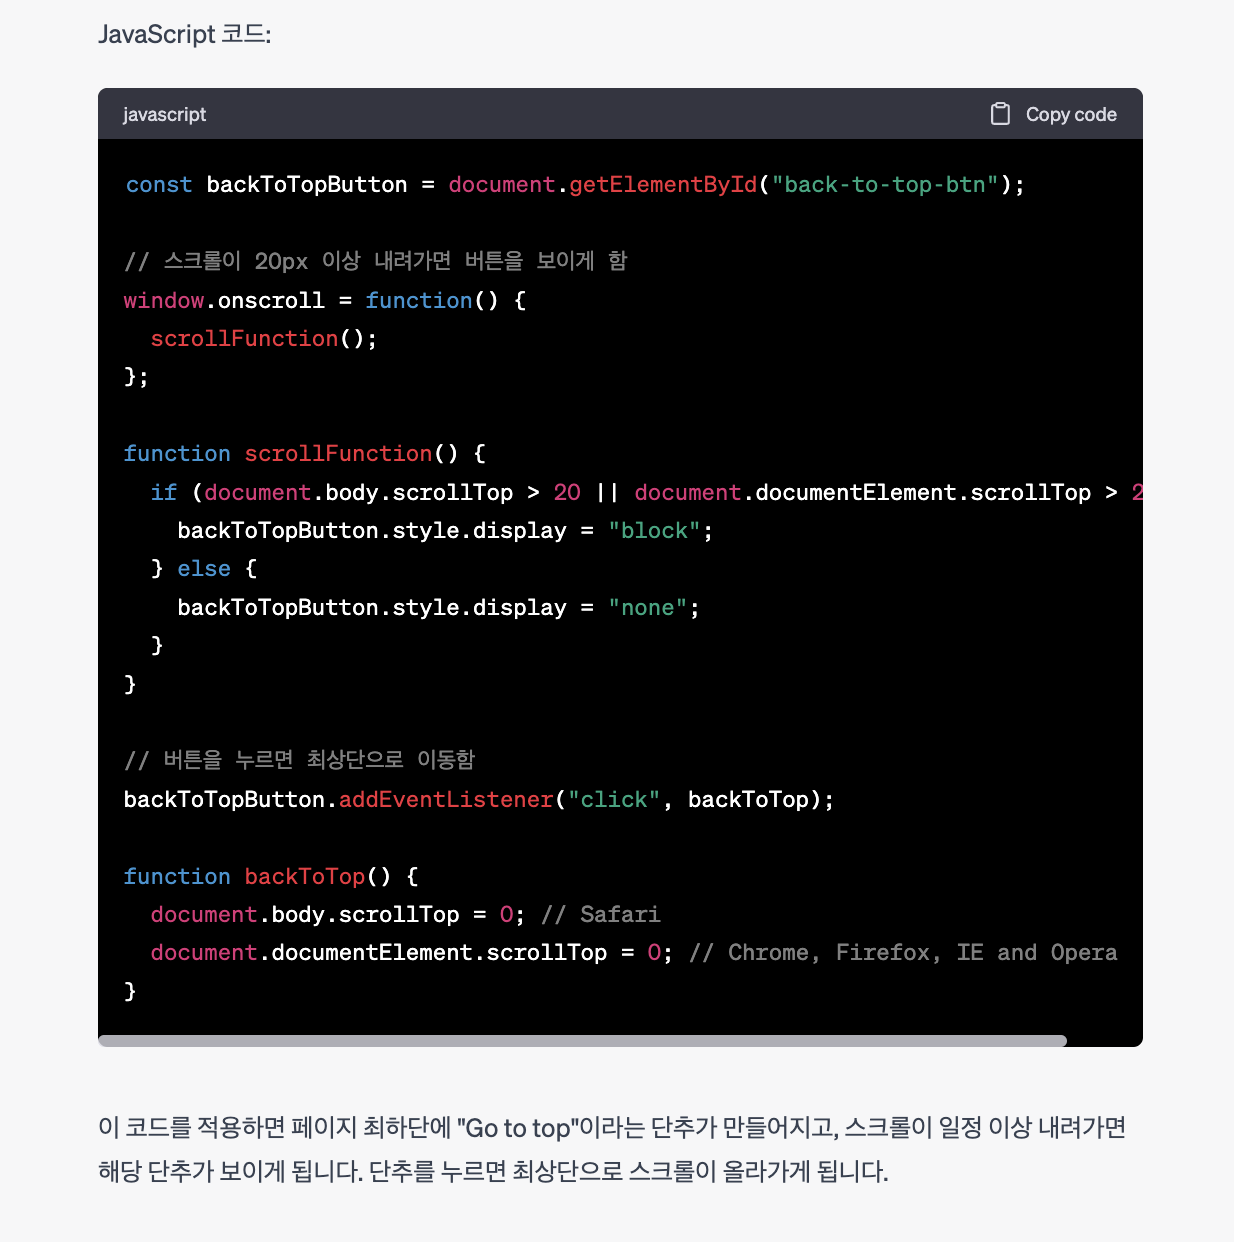 JavaScript 코드:
javascript
Copy code
const backToTopButton = document.getElementById("back-to-top-btn");
// 스크롤이 20px 이상 내려가면 버튼을 보이게 함
window.onscroll = function() {
  scrollFunction();
};
function scrollFunction() {
  if (document.body.scrollTop > 20 || document.documentElement.scrollTop > 2
    backToTopButton.style.display = "block";
  } else {
    backToTopButton.style.display = "none";
  }
}
// 버튼을 누르면 최상단으로 이동함
backToTopButton.addEventListener("click", backToTop);
function backToTop() {
  document.body.scrollTop = 0; // Safari
  document.documentElement.scrollTop = 0; // Chrome, Firefox, IE and Opera
}
이 코드를 적용하면 페이지 최하단에 "Go to top"이라는 단추가 만들어지고, 스크롤이 일정 이상 내려가면
해당 단추가 보이게 됩니다. 단추를 누르면 최상단으로 스크롤이 올라가게 됩니다.